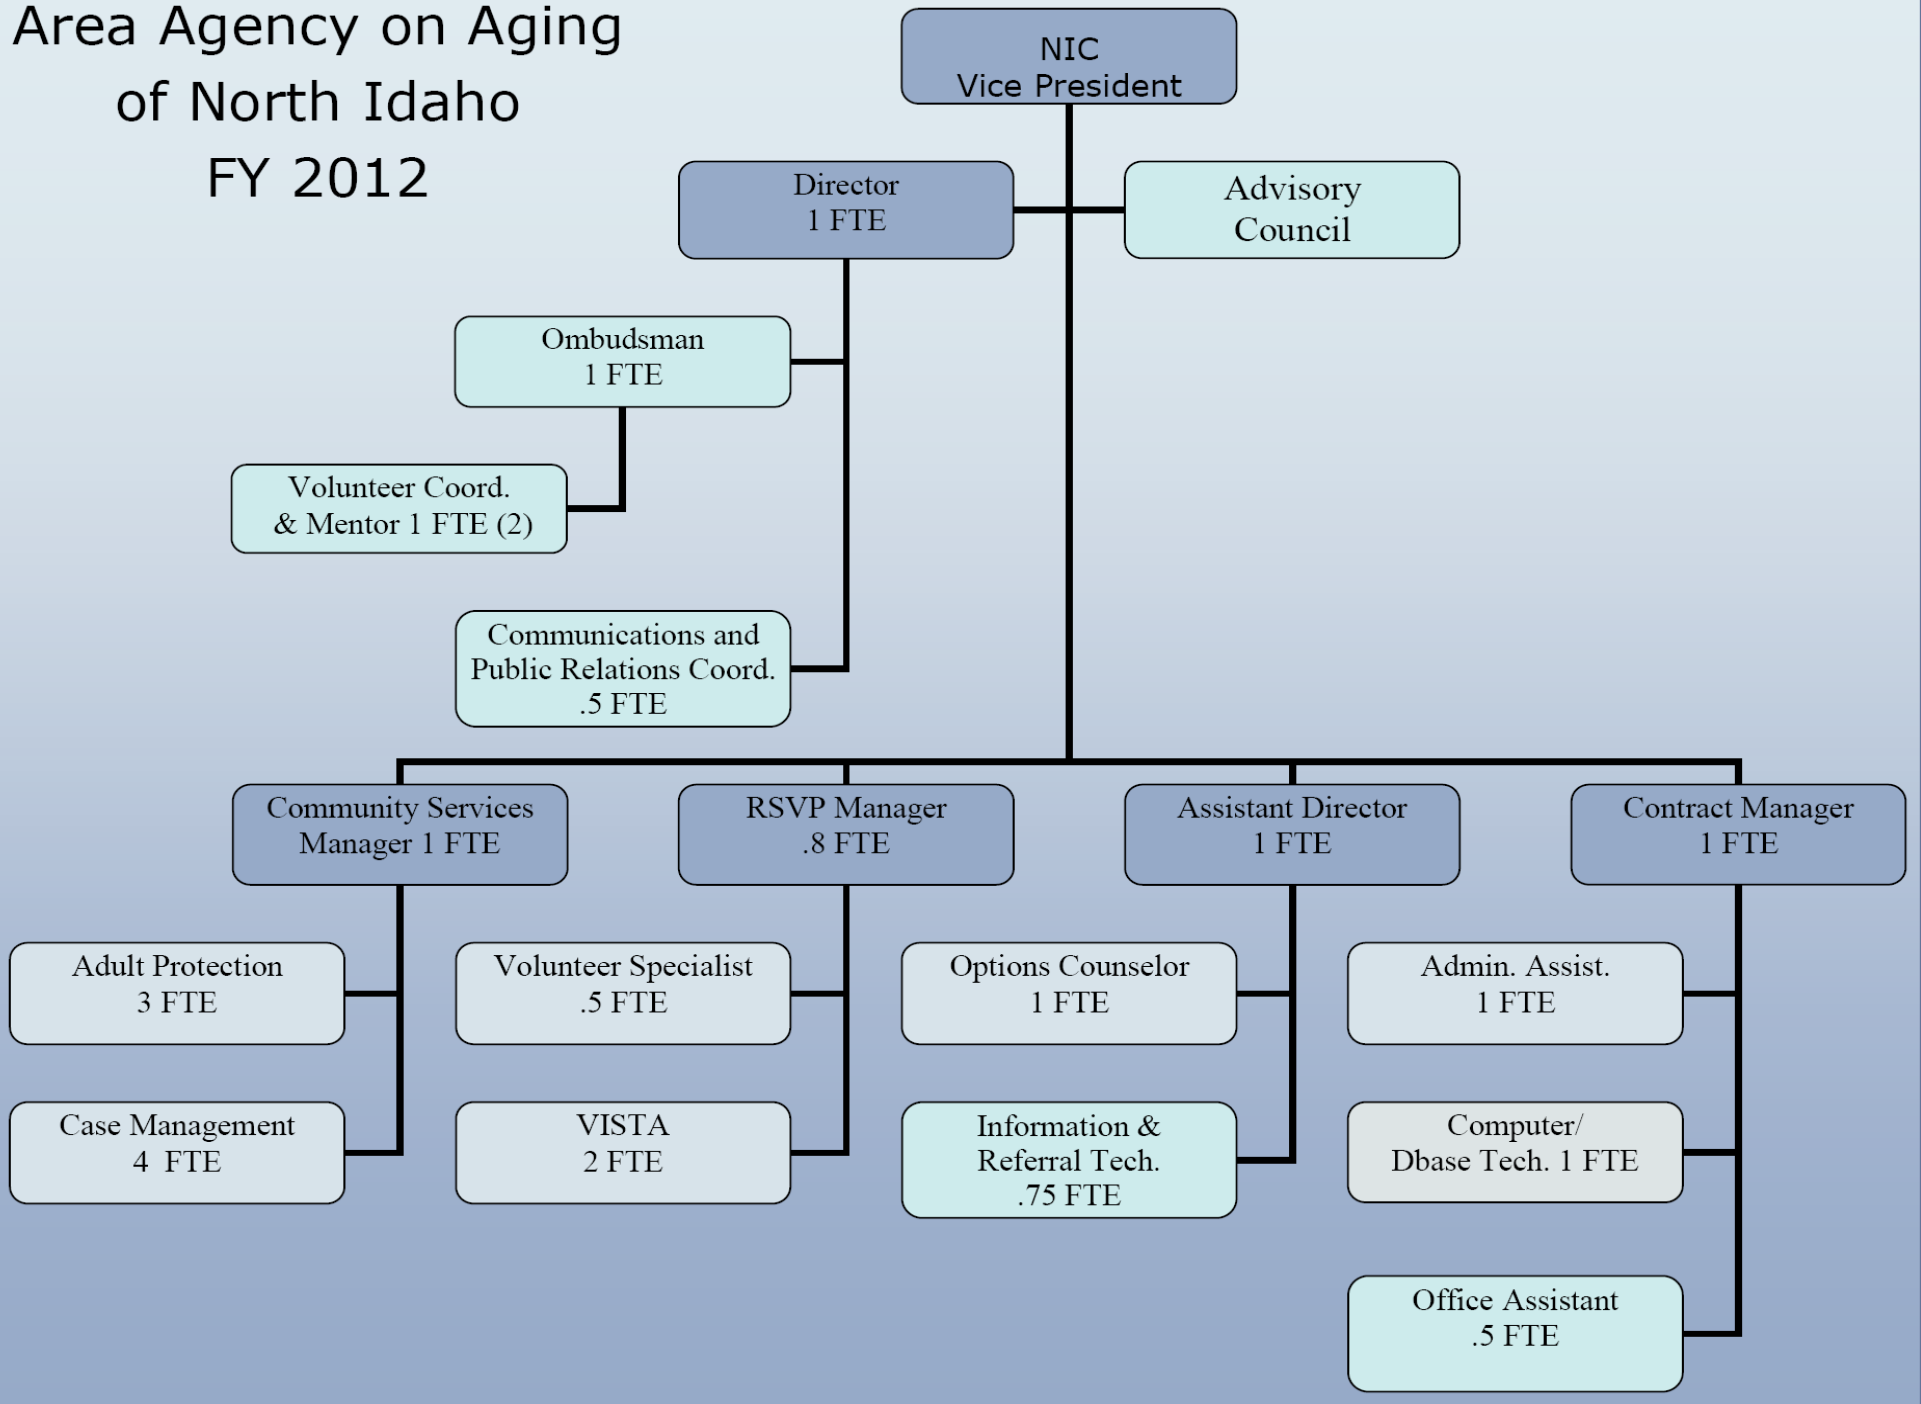 Area Agency on Aging
of North Idaho
FY 2012
NIC
Vice President
Director
1 FTE
Advisory
Council
Ombudsman
1 FTE
Volunteer Coord.
& Mentor 1 FTE (2)
Communications and
Public Relations Coord.
.5 FTE
Community Services
Manager 1 FTE
RSVP Manager
.8 FTE
Assistant Director
1 FTE
Contract Manager
1 FTE
Adult Protection
3 FTE
Volunteer Specialist
.5 FTE
Options Counselor
1 FTE
Admin. Assist.
1 FTE
Case Management
4  FTE
VISTA
2 FTE
Information &
Referral Tech.
.75 FTE
Computer/
Dbase Tech. 1 FTE
Office Assistant
.5 FTE